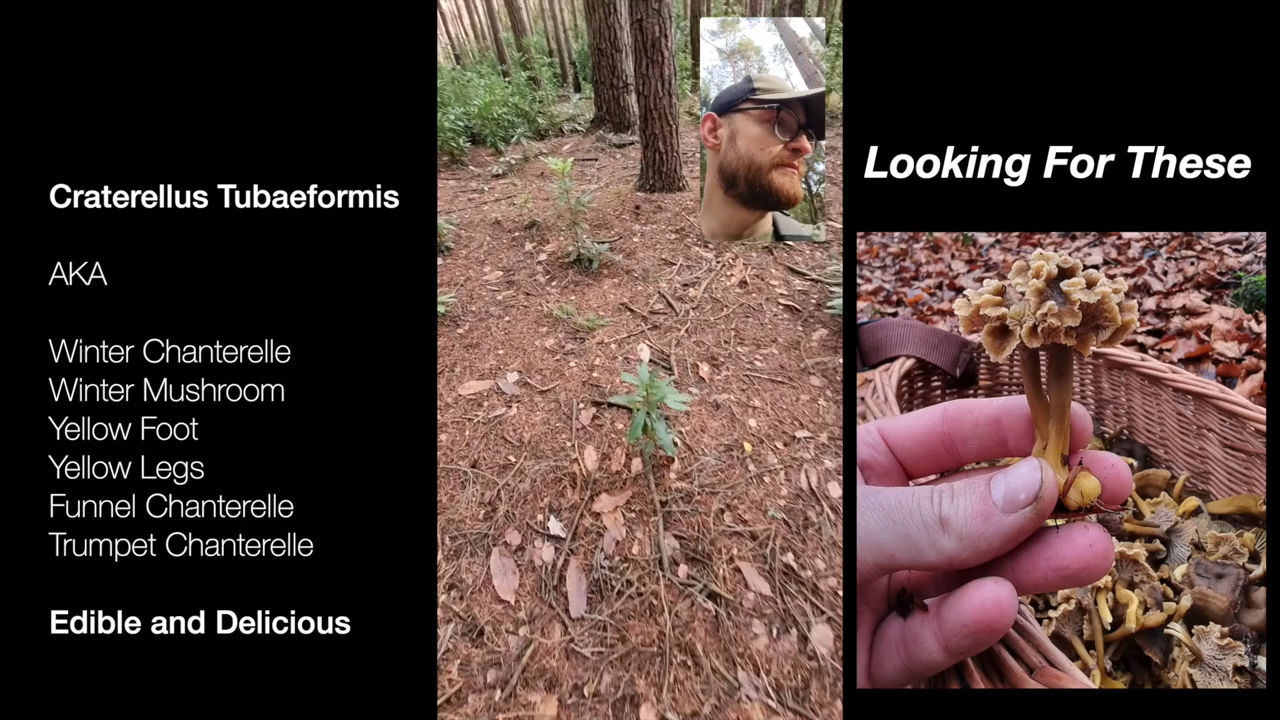 Craterellus Tubaeformis
AKA
Winter Chanterelle
Winter Mushroom
Yellow Foot
Yellow Legs
Funnel Chanterelle
Trumpet Chanterelle
Edible and Delicious
Looking For These